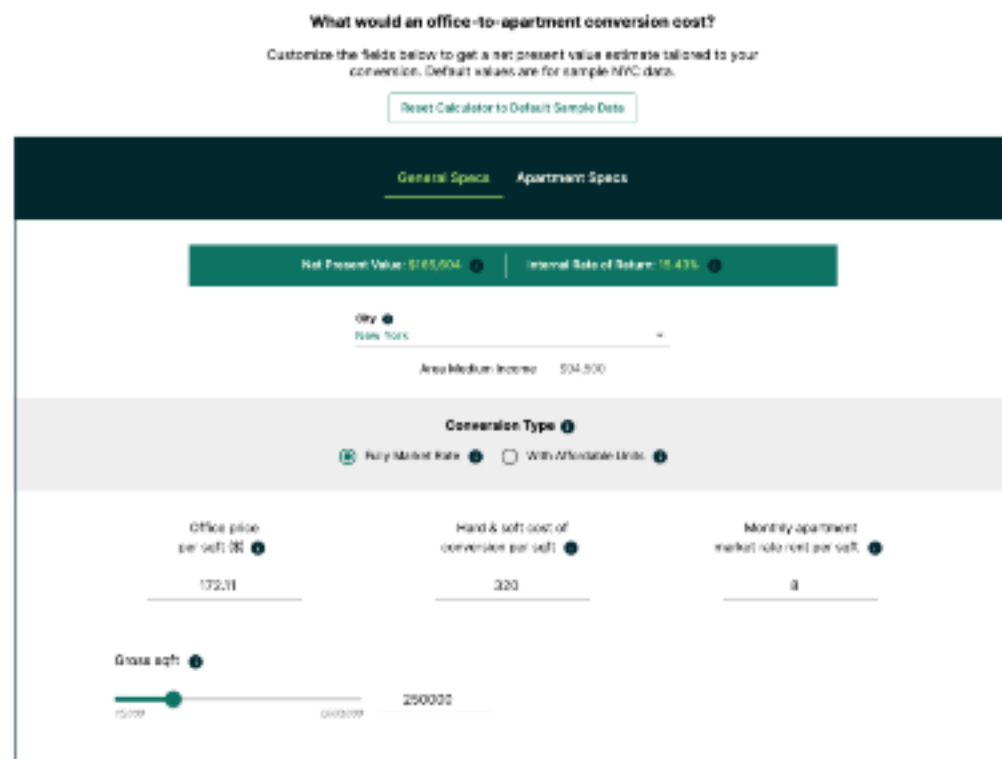 What would an office-to-apartment conversion cost?
Customize the fields below to get a net present value estimate tailored to your
conversion. Default values are for sample NYC data.
Reset Calculator to Default Sample Data
General Specs Apartment Specs
Net Present Value: Internal Rate of Return: 15.43%
City
New York
Area Medium Income
Conversion Type
Fully Market Rate With Affordable Units
Office price Hard & soft cost of Monthly apartment
per sqft ($) conversion per sqft market rate rent per sqft
172.11 320 8
Gross sqft
250000